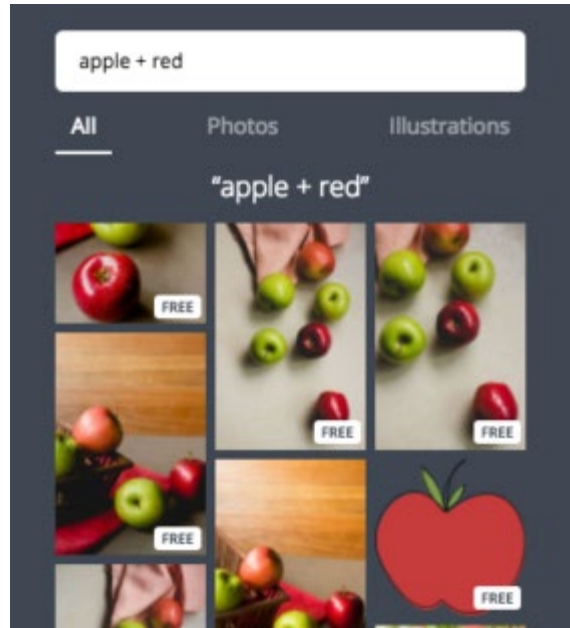 apple + red
All Photos Illustrations
“apple + red”
FREE
FREE
FREE
FREE
FREE